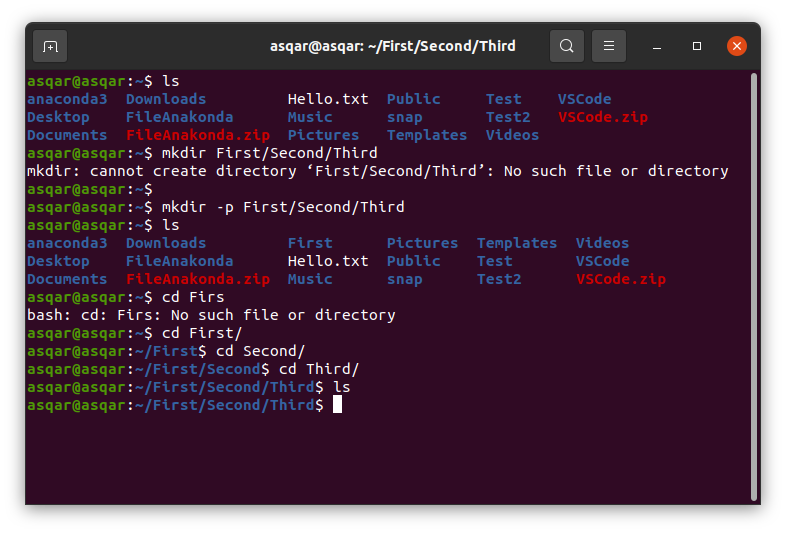 asqar@asqar: ~/First/Second/Third
asqar@asqar:~$ ls
anaconda3  Downloads         Hello.txt  Public     Test     VSCode
Desktop    FileAnakonda      Music      snap       Test2    VSCode.zip
Documents  FileAnakonda.zip  Pictures   Templates  Videos
asqar@asqar:~$ mkdir First/Second/Third
mkdir: cannot create directory ‘First/Second/Third’: No such file or directory
asqar@asqar:~$
asqar@asqar:~$ mkdir -p First/Second/Third
asqar@asqar:~$ ls
anaconda3  Downloads         First      Pictures  Templates  Videos
Desktop    FileAnakonda      Hello.txt  Public    Test       VSCode
Documents  FileAnakonda.zip  Music      snap      Test2      VSCode.zip
asqar@asqar:~$ cd Firs
bash: cd: Firs: No such file or directory
asqar@asqar:~$ cd First/
asqar@asqar:~/First$ cd Second/
asqar@asqar:~/First/Second$ cd Third/
asqar@asqar:~/First/Second/Third$ ls
asqar@asqar:~/First/Second/Third$